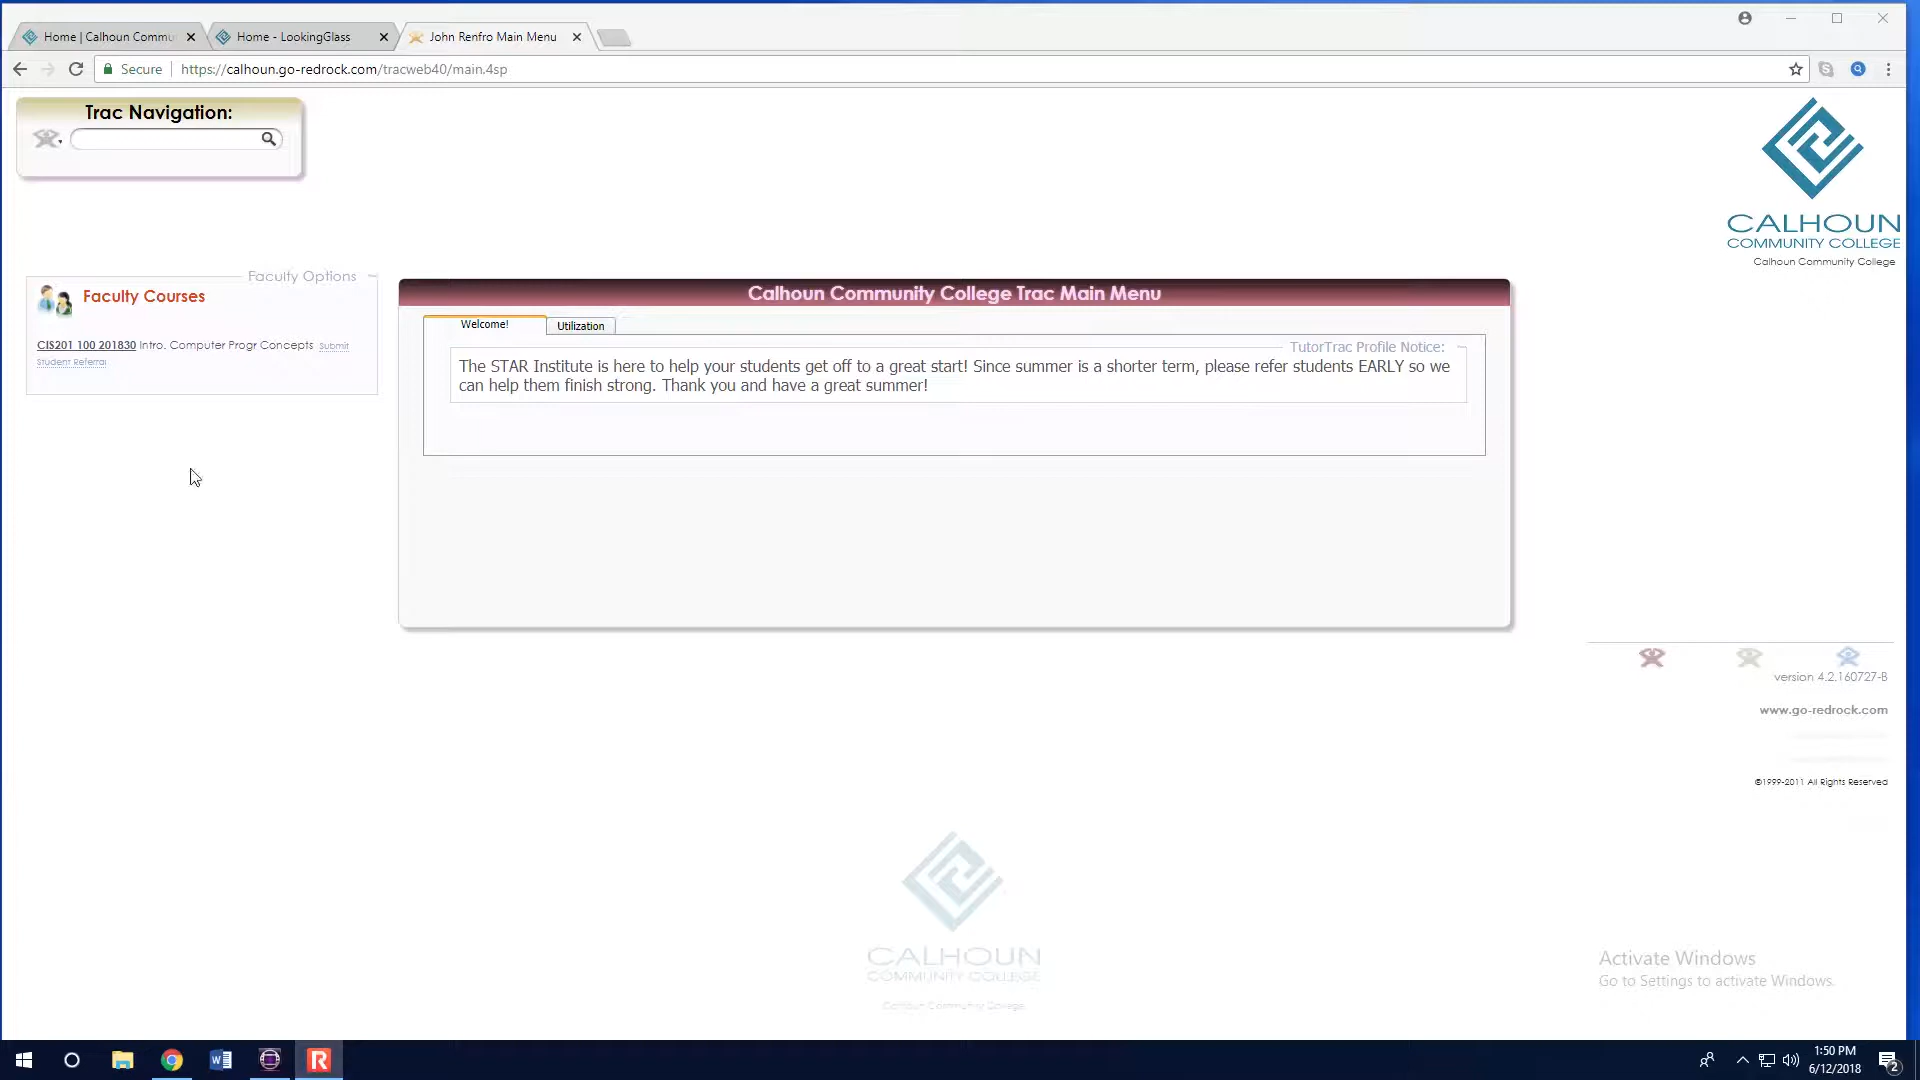 Home | Calhoun Commu
Home - LookingGlass
John Renfro Main Menu
Secure
https://calhoun.go-redrock.com/tracweb40/main.4sp
Trac Navigation:
CALHOUN
COMMUNITY COLLEGE
Calhoun Community College
Faculty Options
Faculty Courses
CIS201 100 201830 Intro. Computer Progr Concepts Submit
Student Referral
Calhoun Community College Trac Main Menu
Welcome!
Utilization
TutorTrac Profile Notice:
The STAR Institute is here to help your students get off to a great start! Since summer is a shorter term, please refer students EARLY so we
can help them finish strong. Thank you and have a great summer!
version 4.2.160727-B
www.go-redrock.com
©1999-2011 All Rights Reserved
CALHOUN
COMMUNITY COLLEGE
Calhoun Community College
Activate Windows
Go to Settings to activate Windows.
1:50 PM
6/12/2018
2